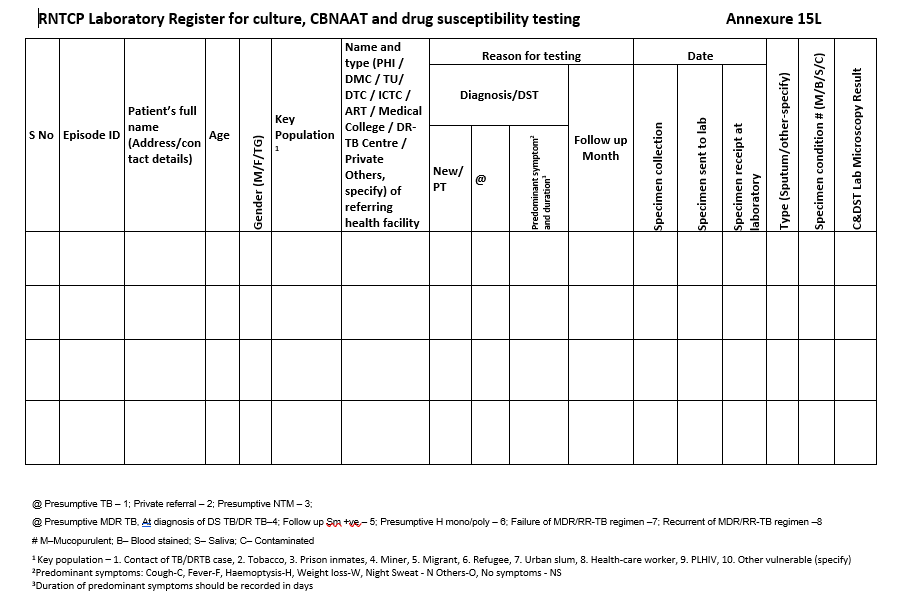 RNTCP Laboratory Register for culture, CBNAAT and drug susceptibility testing
Annexure 15L
S No
Episode ID
Patient's full
name
(Address/con
tact details)
Age
Gender (M/F/TG)
Key
Population
1
Name and
type (PHI /
DMC / TU/
DTC / ICTC /
ART / Medical
College / DR-
TB Centre /
Private
Others,
specify) of
referring
health facility
Reason for testing
Diagnosis/DST
New/
PT
@
Predominant symptom²
and duration³
Follow up
Month
Date
Specimen collection
Specimen sent to lab
Specimen receipt at
laboratory
Type (Sputum/other-specify)
Specimen condition # (M/B/S/C)
C&DST Lab Microscopy Result
@ Presumptive TB – 1; Private referral – 2; Presumptive NTM – 3;
@ Presumptive MDR TB, At diagnosis of DS TB/DR TB–4; Follow up Sm +ve – 5; Presumptive H mono/poly – 6; Failure of MDR/RR-TB regimen –7; Recurrent of MDR/RR-TB regimen –8
# M–Mucopurulent; B– Blood stained; S– Saliva; C– Contaminated
¹Key population – 1. Contact of TB/DRTB case, 2. Tobacco, 3. Prison inmates, 4. Miner, 5. Migrant, 6. Refugee, 7. Urban slum, 8. Health-care worker, 9. PLHIV, 10. Other vulnerable (specify)
²Predominant symptoms: Cough-C, Fever-F, Haemoptysis-H, Weight loss-W, Night Sweat - N Others-O, No symptoms - NS
³Duration of predominant symptoms should be recorded in days